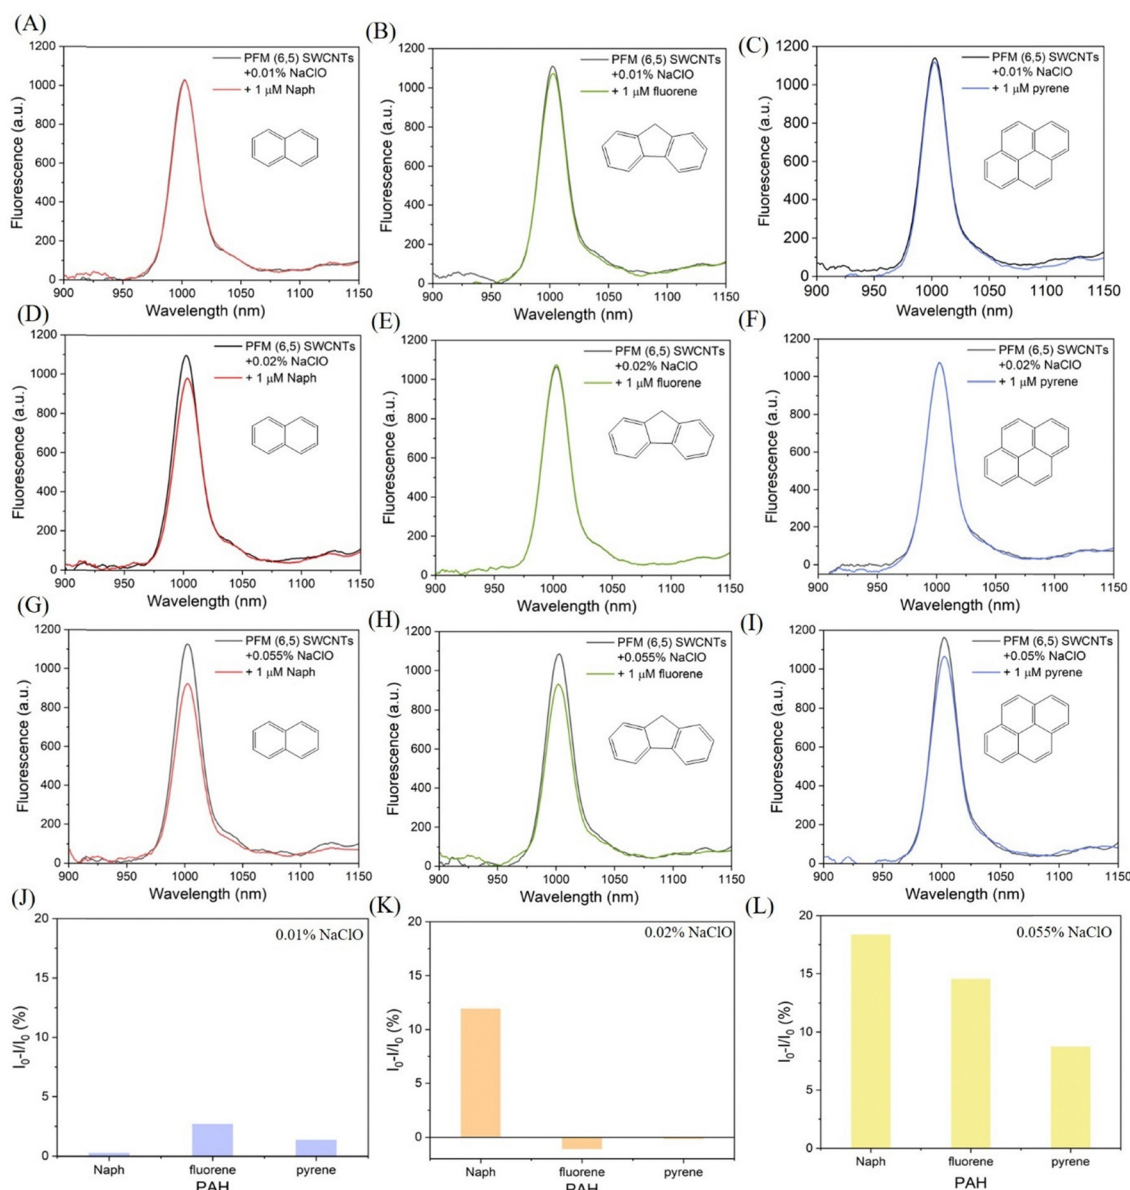 (A)
1200
1000
800
600
400
200
0
Fluorescence (a.u.)
PFM (6,5) SWCNTs
+0.01% NaClO
+ 1 μM Naph
900 950 1000 1050 1100 1150
Wavelength (nm)
(B)
1200
1000
800
600
400
200
0
Fluorescence (a.u.)
PFM (6,5) SWCNTs
+0.01% NaClO
+ 1 μM fluorene
900 950 1000 1050 1100 1150
Wavelength (nm)
(C)
1200
1000
800
600
400
200
0
Fluorescence (a.u.)
PFM (6,5) SWCNTs
+0.01% NaClO
+ 1 μM pyrene
900 950 1000 1050 1100 1150
Wavelength (nm)
(D)
1200
1000
800
600
400
200
0
Fluorescence (a.u.)
PFM (6,5) SWCNTs
+0.02% NaClO
+ 1 μM Naph
900 950 1000 1050 1100 1150
Wavelength (nm)
(E)
1200
1000
800
600
400
200
0
Fluorescence (a.u.)
PFM (6,5) SWCNTs
+0.02% NaClO
+ 1 μM fluorene
900 950 1000 1050 1100 1150
Wavelength (nm)
(F)
1200
1000
800
600
400
200
0
Fluorescence (a.u.)
PFM (6,5) SWCNTs
+0.02% NaClO
+ 1 μM pyrene
900 950 1000 1050 1100 1150
Wavelength (nm)
(G)
1200
1000
800
600
400
200
0
Fluorescence (a.u.)
PFM (6,5) SWCNTs
+0.055% NaClO
+ 1 μM Naph
900 950 1000 1050 1100 1150
Wavelength (nm)
(H)
1200
1000
800
600
400
200
0
Fluorescence (a.u.)
PFM (6,5) SWCNTs
+0.055% NaClO
+ 1 μM fluorene
900 950 1000 1050 1100 1150
Wavelength (nm)
(I)
1200
1000
800
600
400
200
0
Fluorescence (a.u.)
PFM (6,5) SWCNTs
+0.05% NaClO
+ 1 μM pyrene
900 950 1000 1050 1100 1150
Wavelength (nm)
(J)
20
15
10
5
0
I₀-I/I₀ (%)
0.01% NaClO
Naph fluorene pyrene
PAH
(K)
20
15
10
5
0
I₀-I/I₀ (%)
0.02% NaClO
Naph fluorene pyrene
PAH
(L)
20
15
10
5
0
I₀-I/I₀ (%)
0.055% NaClO
Naph fluorene pyrene
PAH